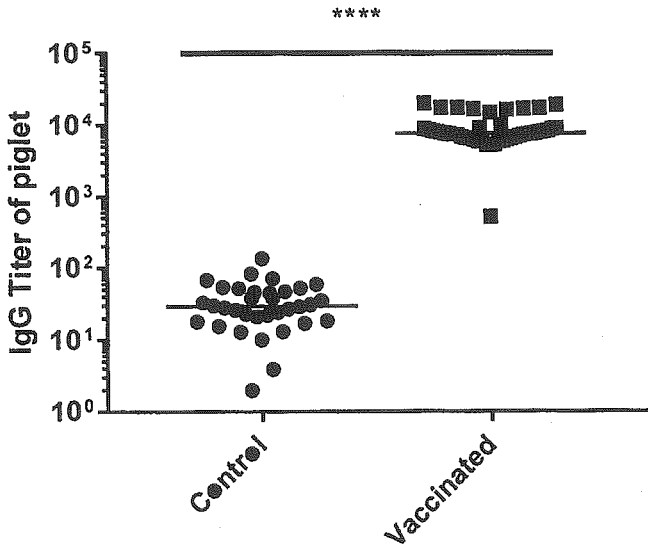 ****
IgG Titer of piglet
10⁵
10⁴
10³
10²
10¹
10⁰
Control
Vaccinated